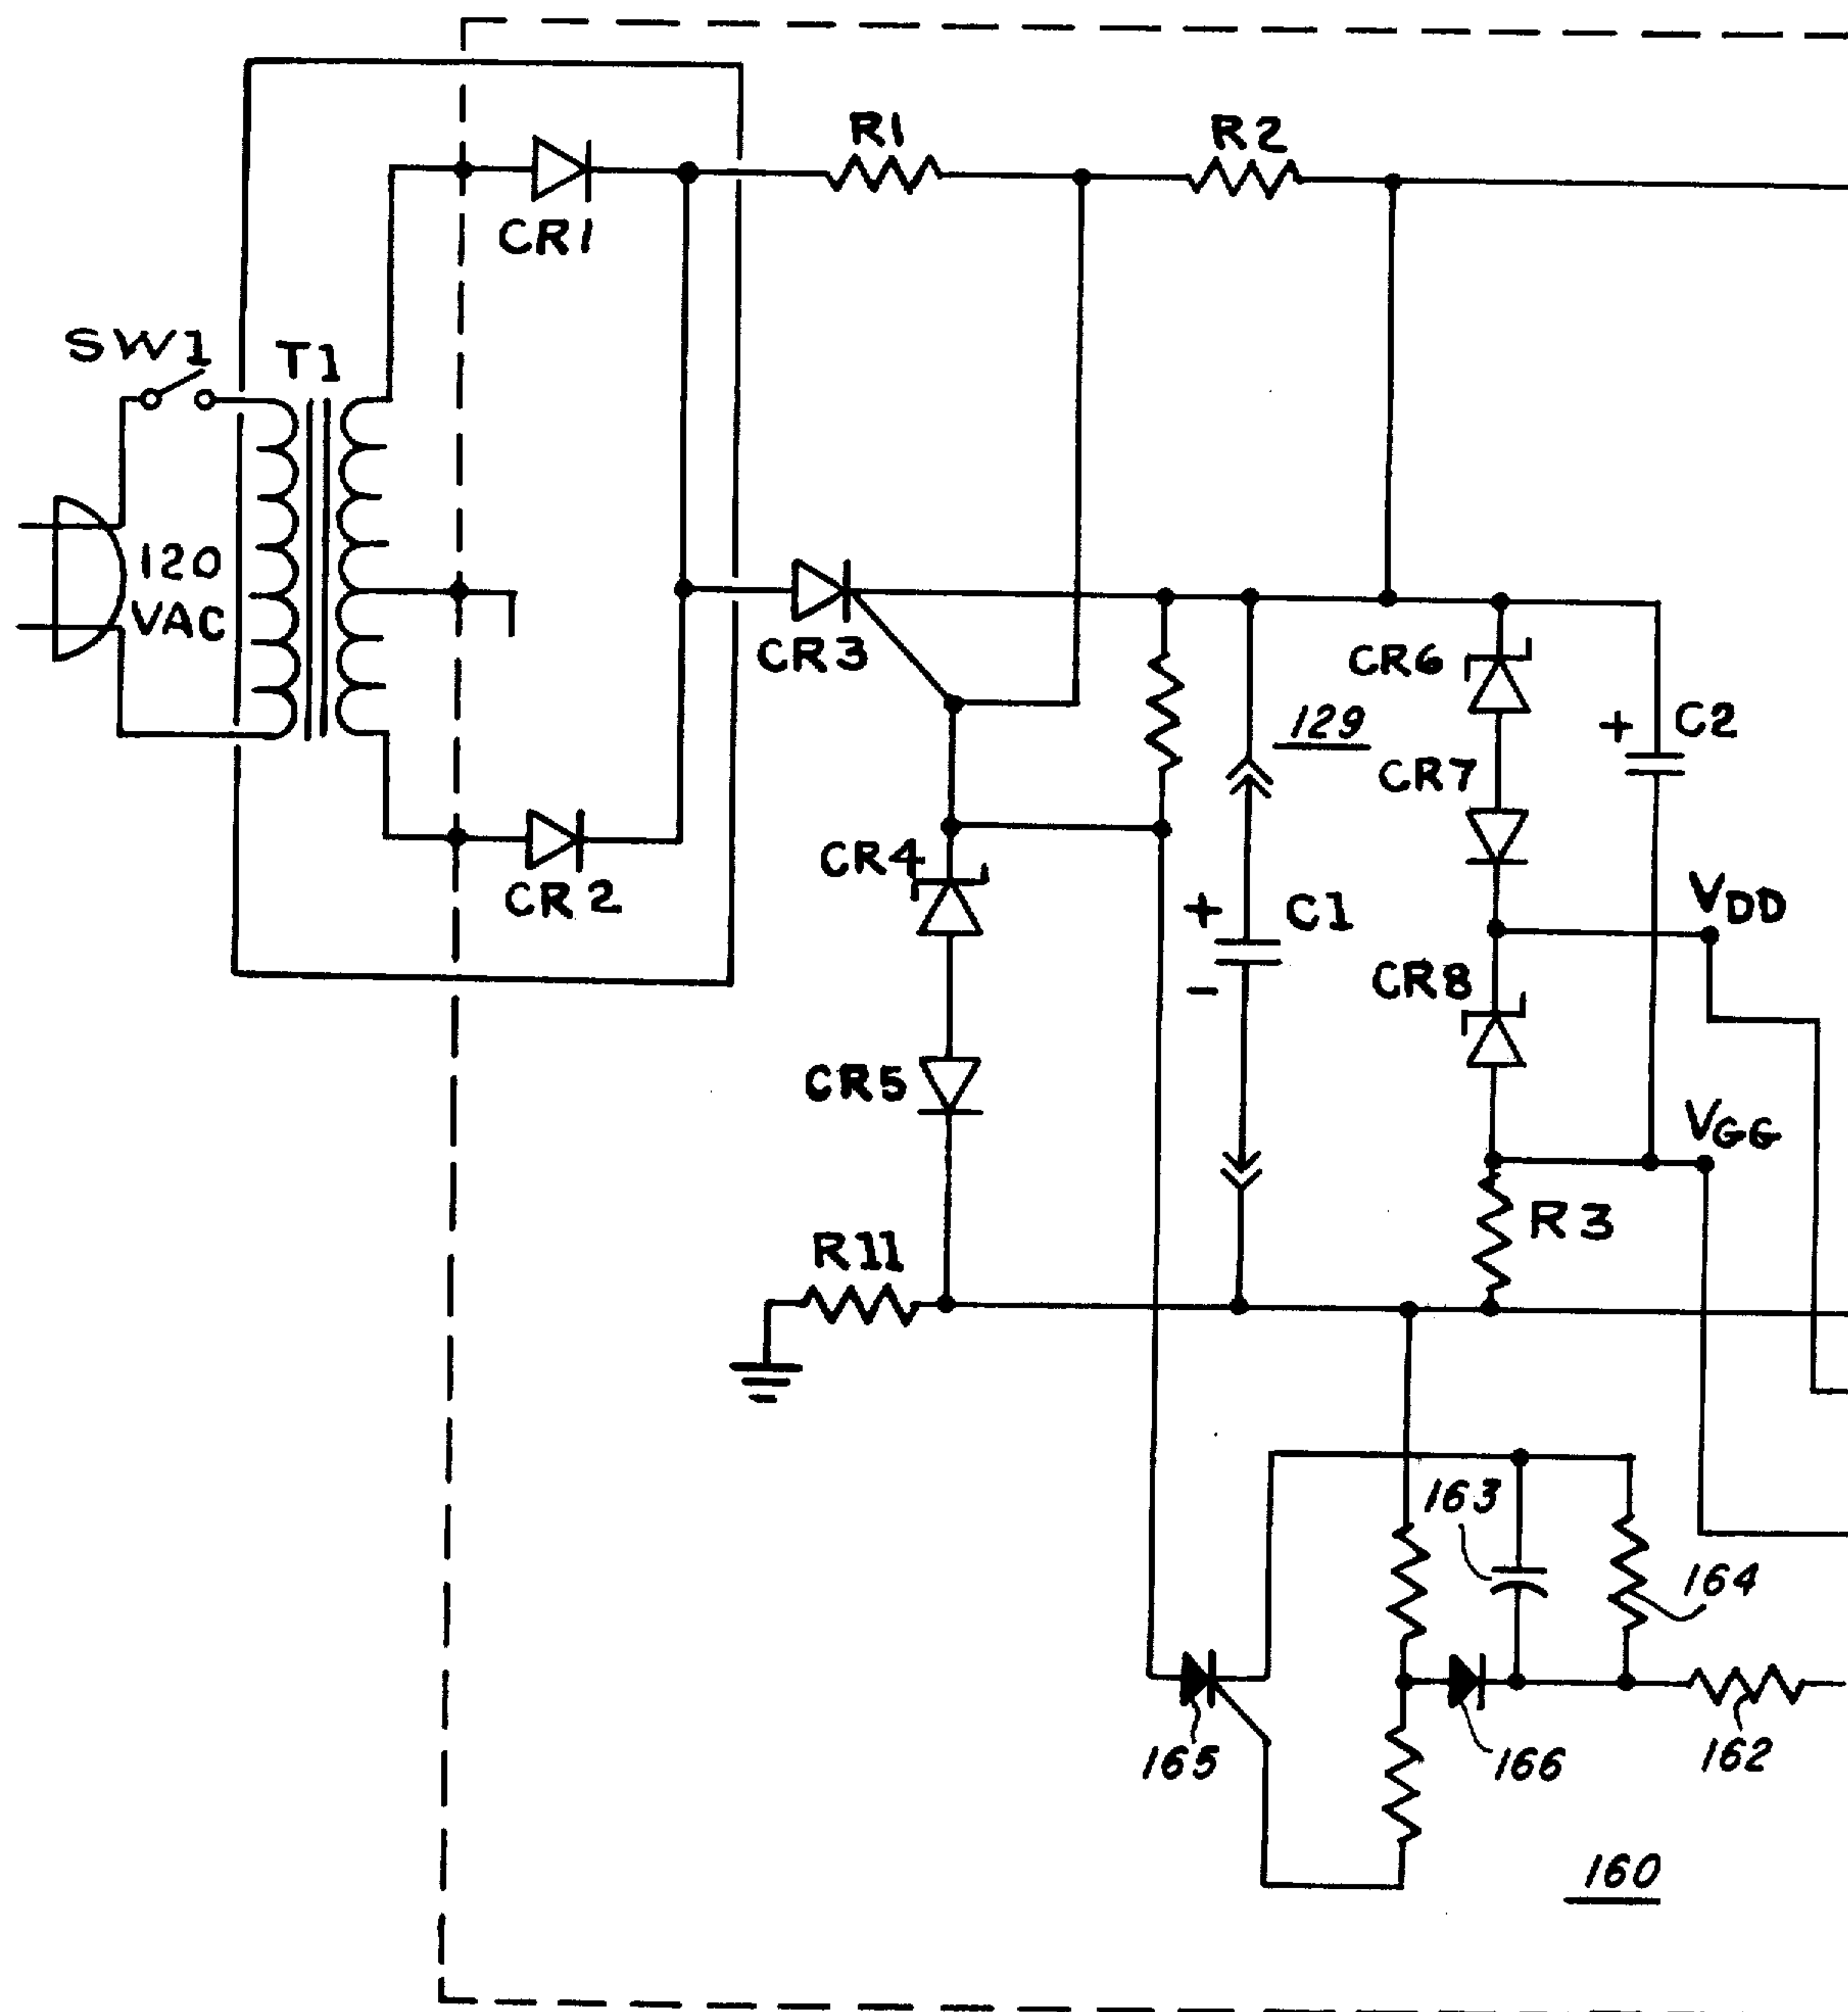 R1
R2
CR1
SW1
T1
120
VAC
CR3
CR6
129
+
C2
CR7
CR4
CR2
+
C1
VDD
-
CR8
CR5
VGG
R3
R11
163
164
165
166
162
160